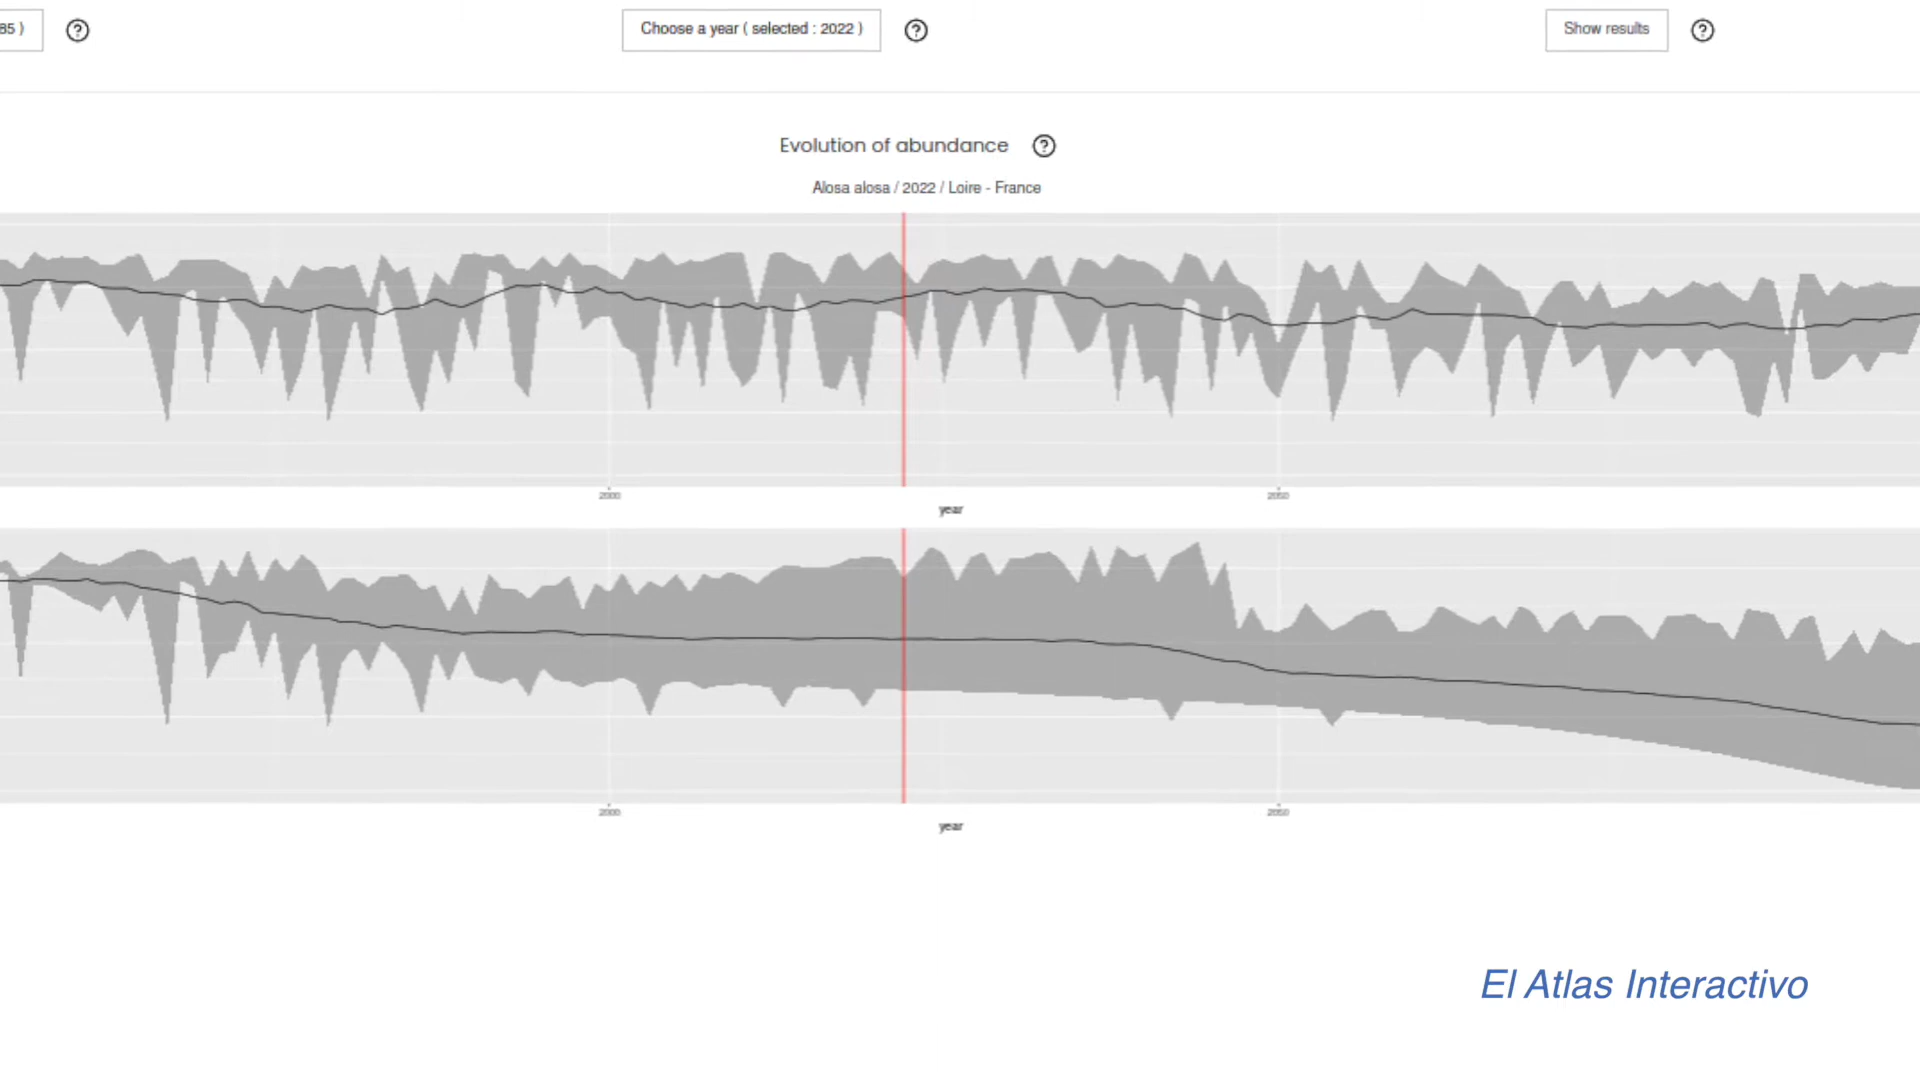 85 ) ?
Choose a year ( selected : 2022 ) ?
Show results ?
Evolution of abundance ?
Alosa alosa / 2022 / Loire - France
2000 2050
year
2000 2050
year
El Atlas Interactivo